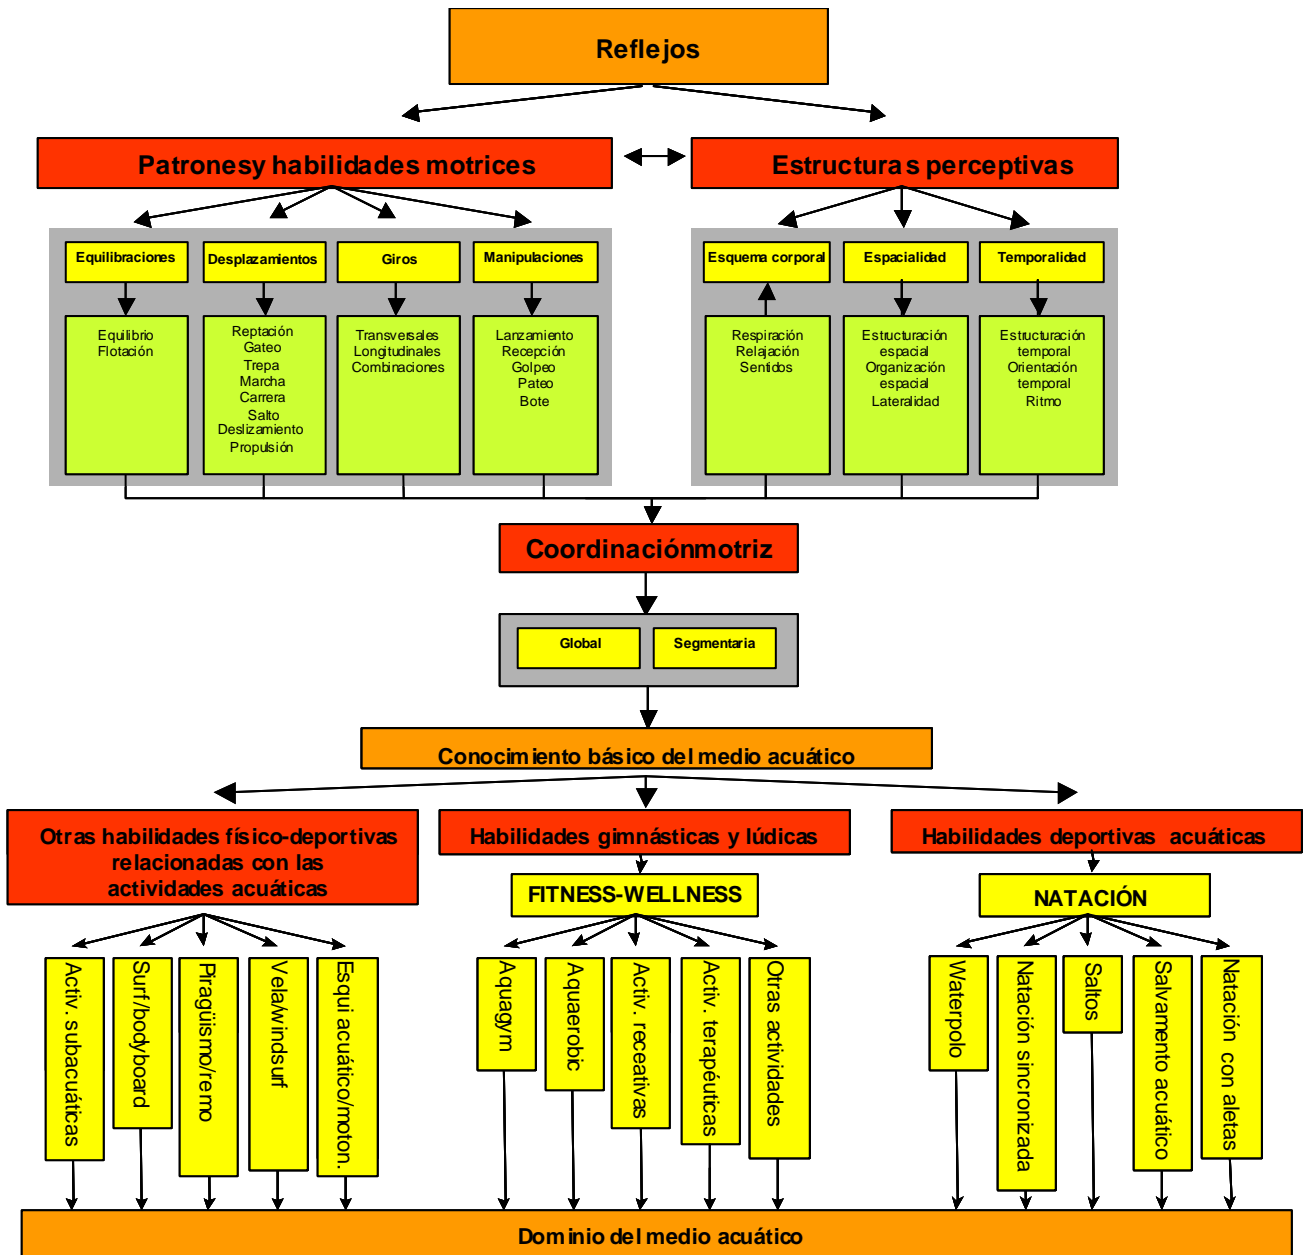 Reflejos
Patronesy habilidades motrices
Estructuras perceptivas
Equilibraciones
Desplazamientos
Giros
Manipulaciones
Esquema corporal
Espacialidad
Temporalidad
Equilibrio
Flotación
Reptación
Gateo
Trepa
Marcha
Carrera
Salto
Deslizamiento
Propulsión
Transversales
Longitudinales
Combinaciones
Lanzamiento
Recepción
Golpeo
Pateo
Bote
Respiración
Relajación
Sentidos
Estructuración
espacial
Organización
espacial
Lateralidad
Estructuración
temporal
Orientación
temporal
Ritmo
Coordinaciónmotriz
Global
Segmentaria
Conocimiento básico del medio acuático
Otras habilidades físico-deportivas
relacionadas con las
actividades acuáticas
Habilidades gimnásticas y lúdicas
Habilidades deportivas acuáticas
FITNESS-WELLNESS
NATACIÓN
Activ. subacuáticas
Surf/bodyboard
Piragüismo/remo
Vela/windsurf
Esqui acuático/moton.
Aquagym
Aquaerobic
Activ. receativas
Activ. terapéuticas
Otras actividades
Waterpolo
Natación sincronizada
Saltos
Salvamento acuático
Natación con aletas
Dominio del medio acuático